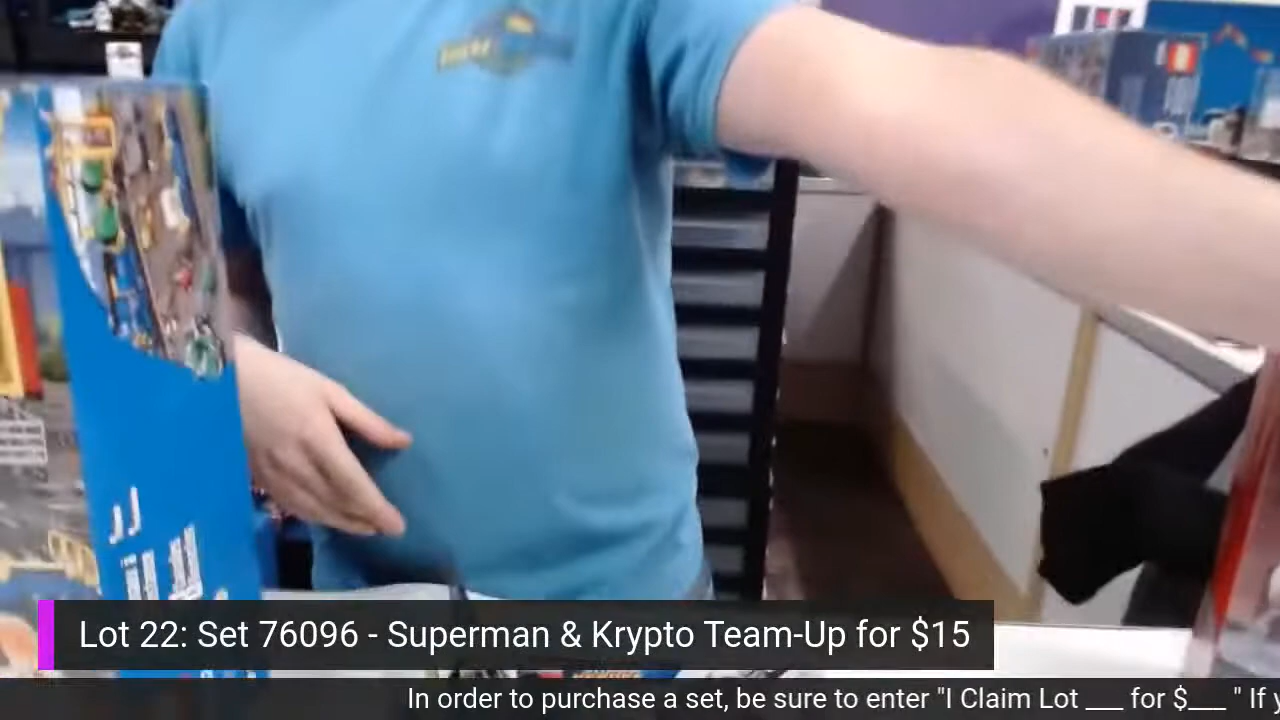 Lot 22: Set 76096 - Superman & Krypto Team-Up for $15
In order to purchase a set, be sure to enter "I Claim Lot ___ for $___ " If y